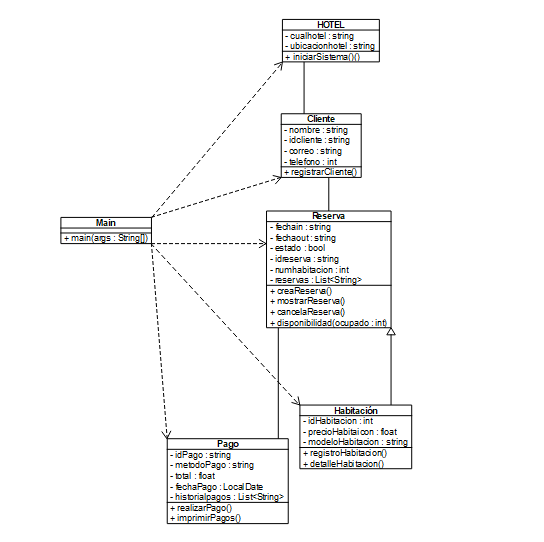 HOTEL
- cualhotel : string
- ubicacionhotel : string
+ iniciarSistema()()
Cliente
- nombre : string
- idcliente : string
- correo : string
- telefono : int
+ registrarCliente()
Reserva
- fechain : string
- fechaout : string
- estado : bool
- idreserva : string
- numhabitacion : int
- reservas : List<String>
+ creaReserva()
+ mostrarReserva()
+ cancelaReserva()
+ disponibilidad(ocupado : int)
Main
+ main(args : String[])
Habitación
- idHabitacion : int
- precioHabitaicon : float
- modeloHabitacion : string
+ registroHabitacion()
+ detalleHabitacion()
Pago
- idPago : string
- metodoPago : string
- total : float
- fechaPago : LocalDate
- historialpagos : List<String>
+ realizarPago()
+ imprimirPagos()